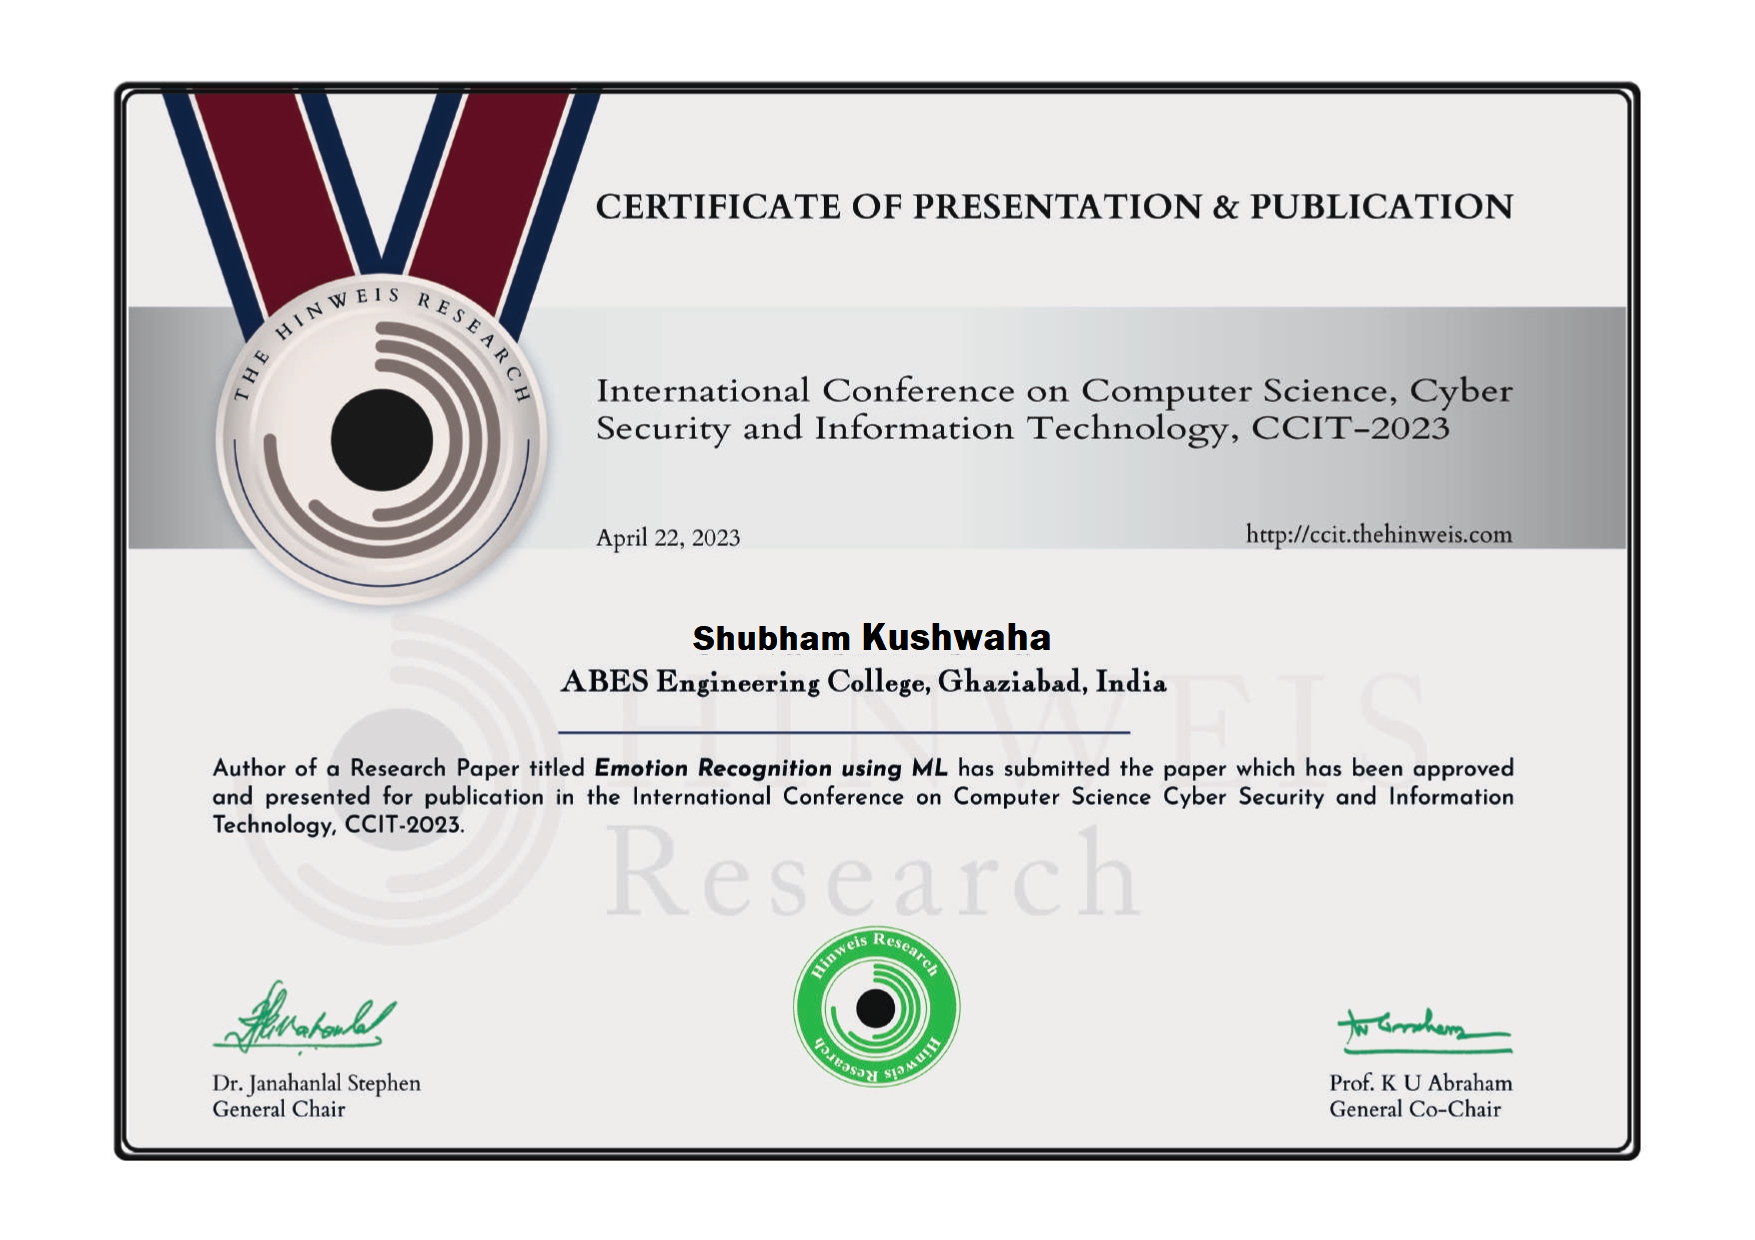 THE HINWEIS RESEARCH
CERTIFICATE OF PRESENTATION & PUBLICATION
International Conference on Computer Science, Cyber
Security and Information Technology, CCIT-2023
April 22, 2023
http://ccit.thehinweis.com
Shubham Kushwaha
ABES Engineering College, Ghaziabad, India
HINWEIS
Research
Author of a Research Paper titled Emotion Recognition using ML has submitted the paper which has been approved
and presented for publication in the International Conference on Computer Science Cyber Security and Information
Technology, CCIT-2023.
Hinweis Research
Hinweis Research
Dr. Janahanlal Stephen
General Chair
Prof. K U Abraham
General Co-Chair